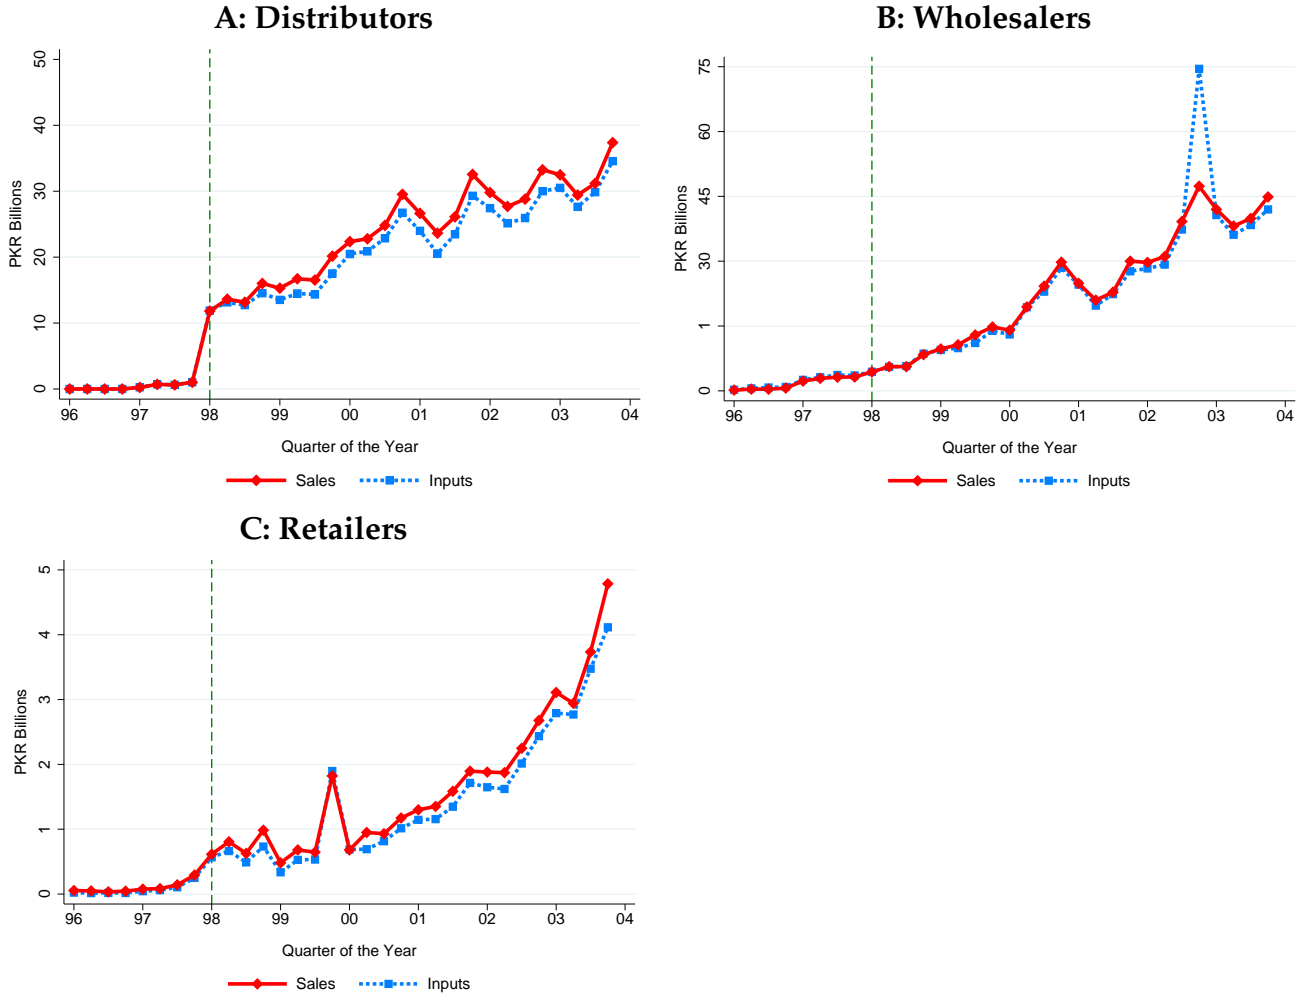 A: Distributors
50
40
30
20
10
0
PKR Billions
96 97 98 99 00 01 02 03 04
Quarter of the Year
Sales Inputs
B: Wholesalers
75
60
45
30
1
0
PKR Billions
96 97 98 99 00 01 02 03 04
Quarter of the Year
Sales Inputs
C: Retailers
5
4
3
2
1
0
PKR Billions
96 97 98 99 00 01 02 03 04
Quarter of the Year
Sales Inputs